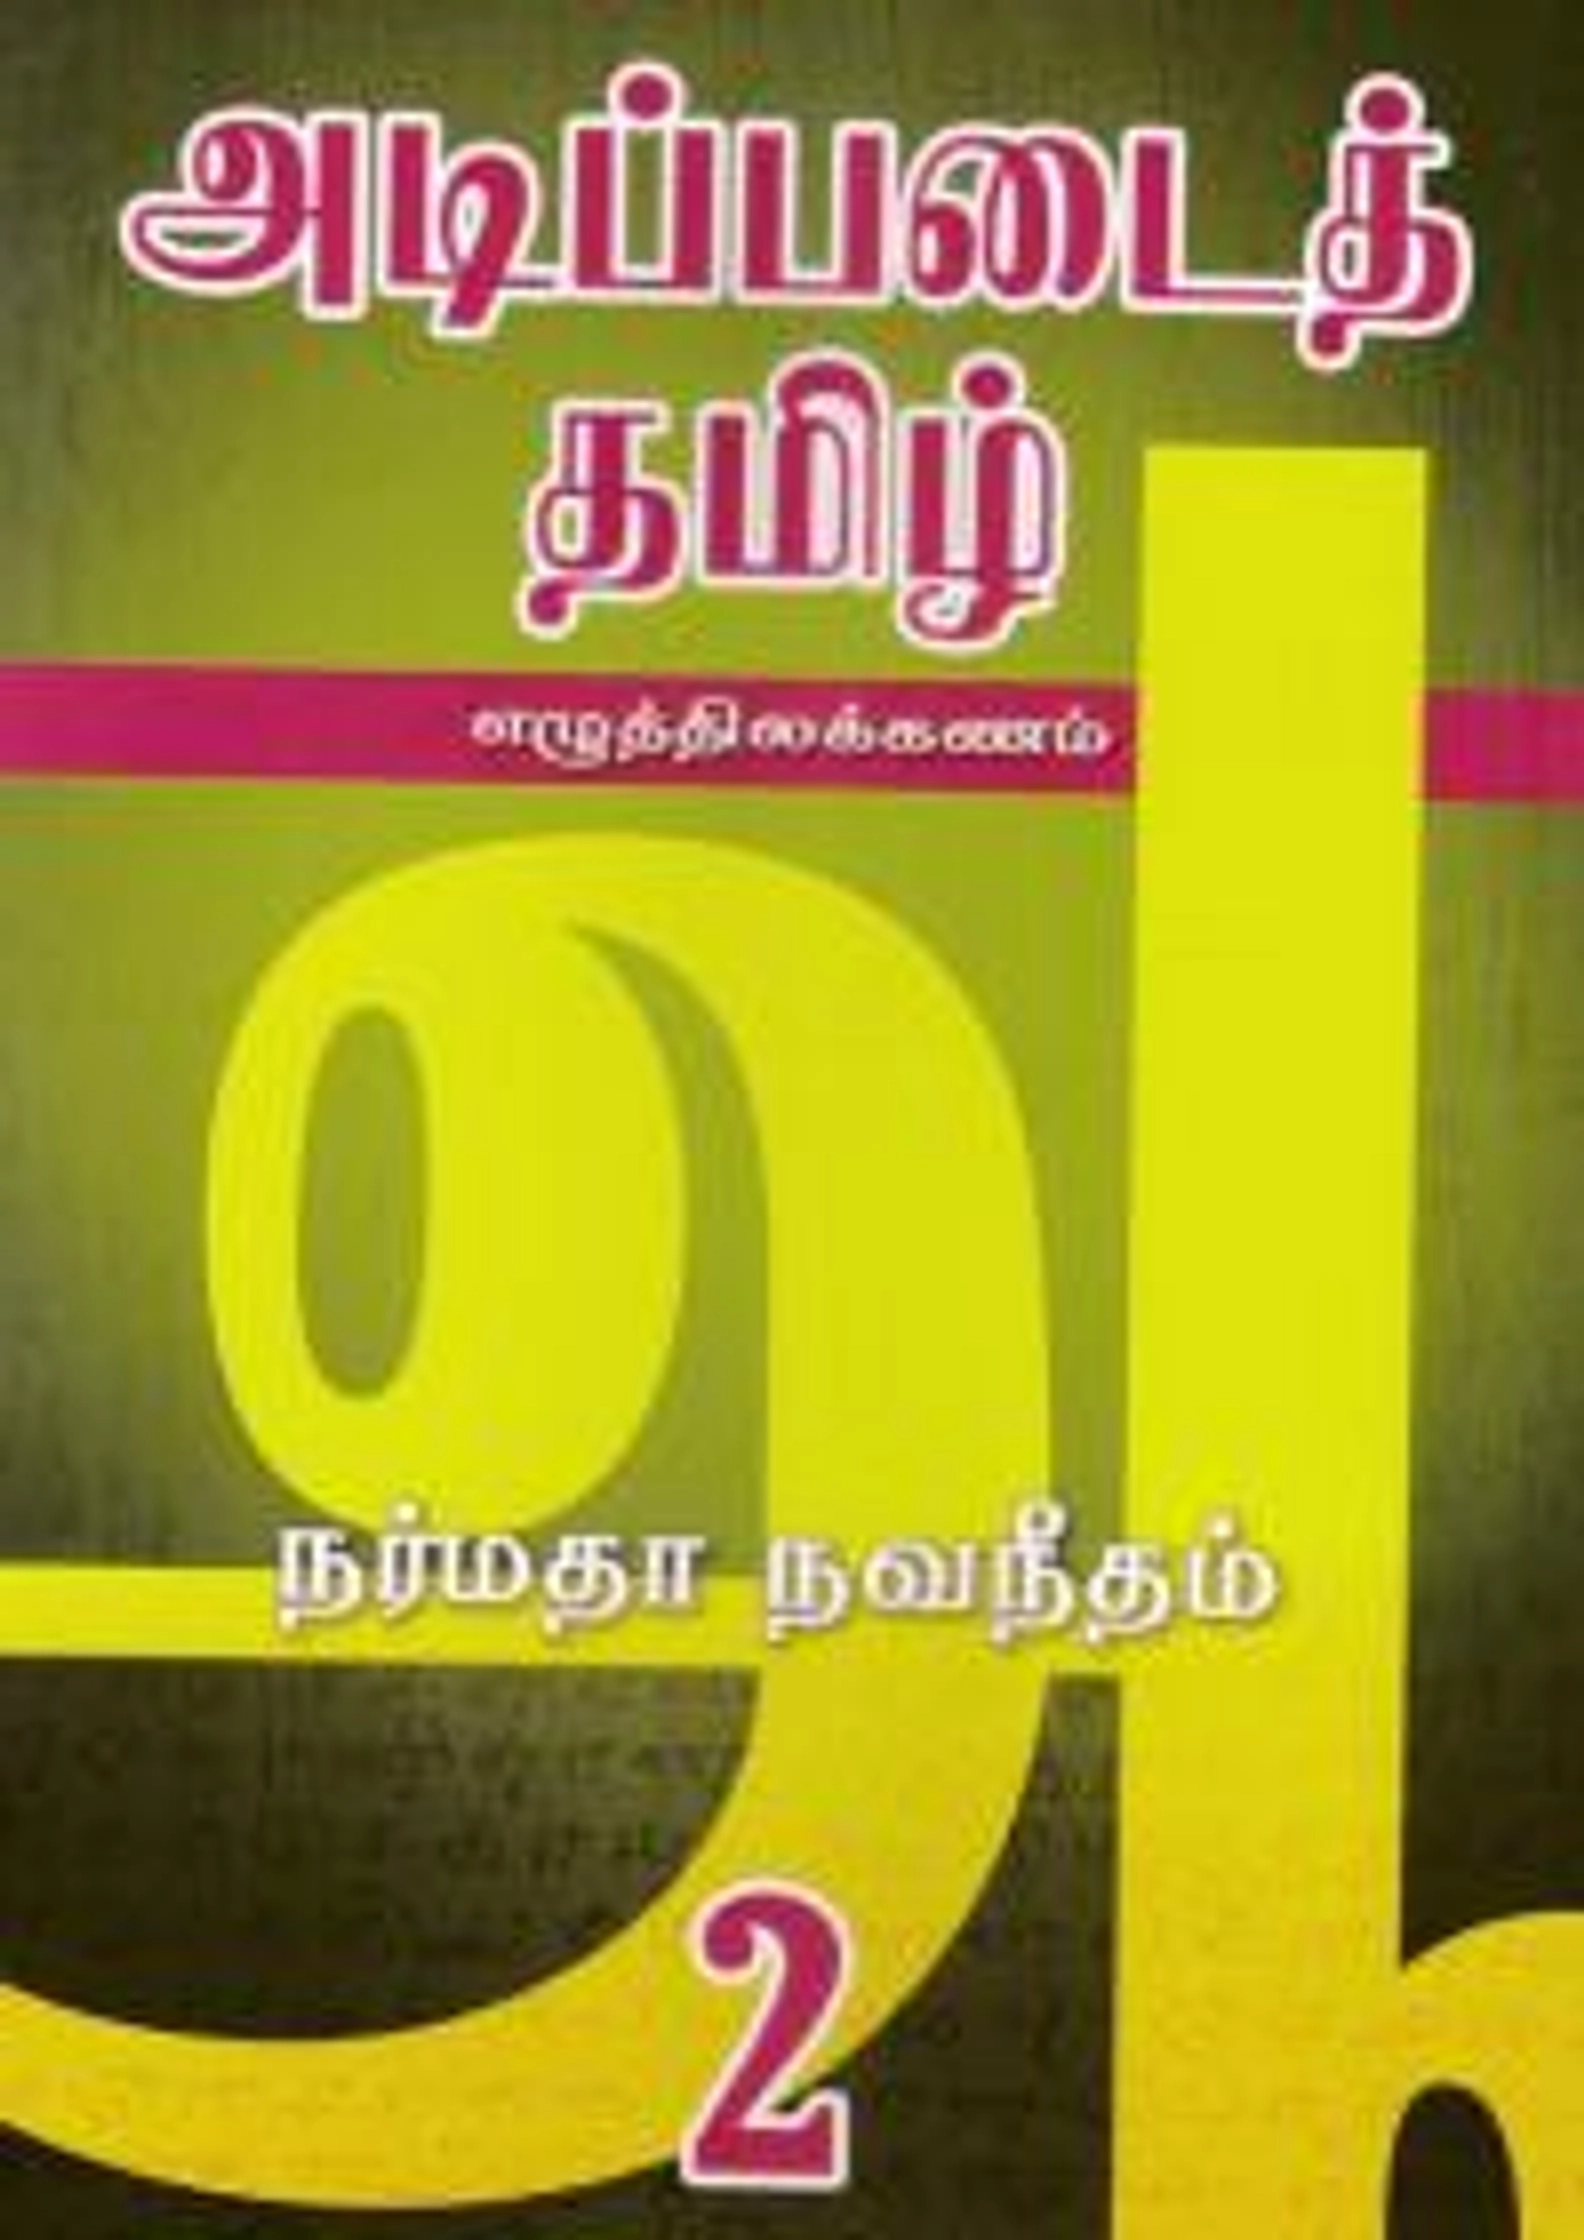 அடிப்படைத்
தமிழ்
எழுத்திலக்கணம்
நர்மதா நவநீதம்
2